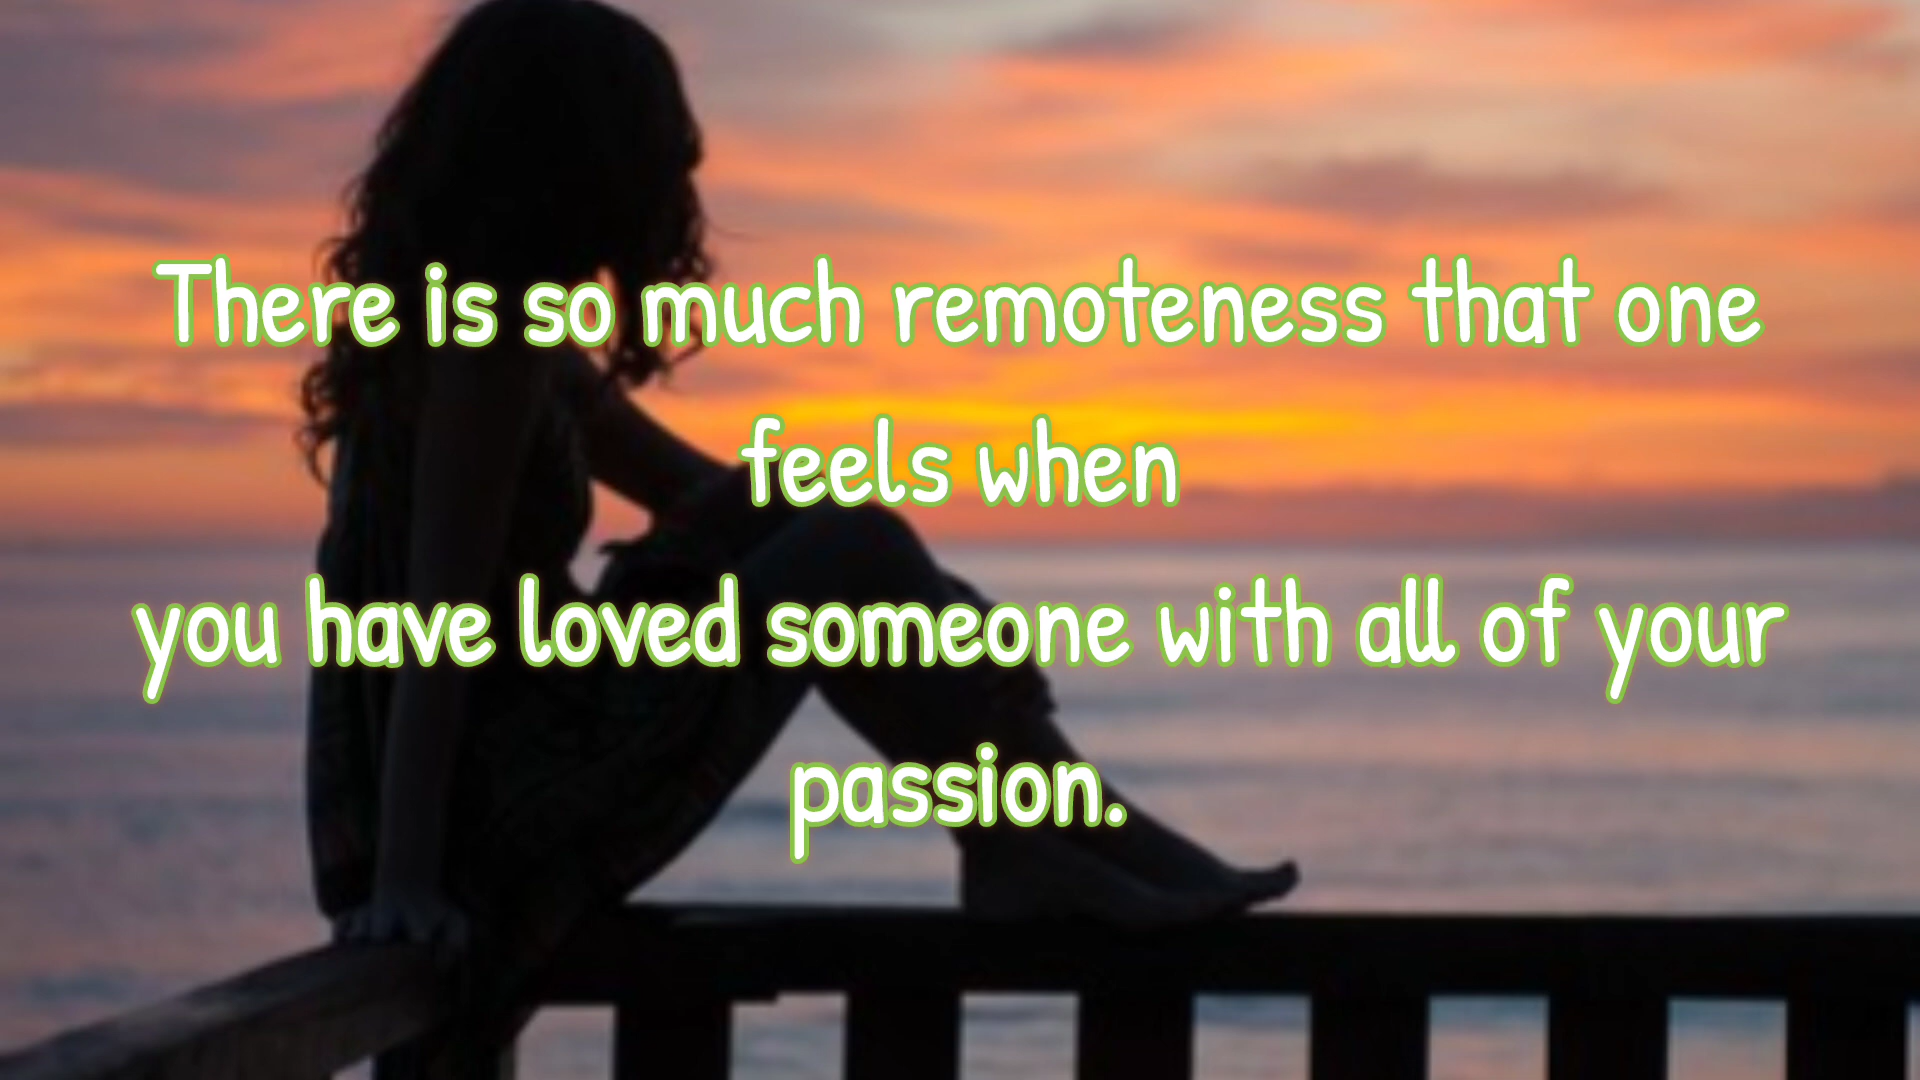 There is so much remoteness that one
feels when
you have loved someone with all of your
passion.